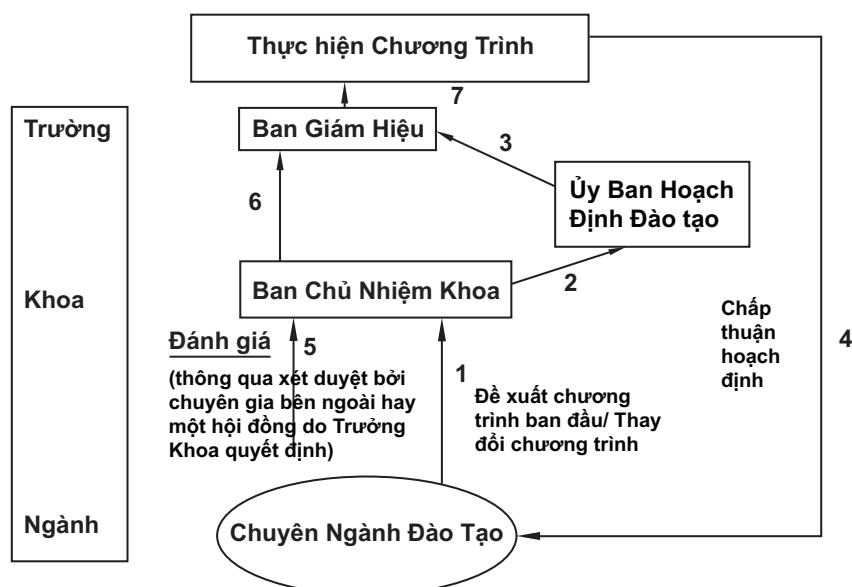 Thực hiện Chương Trình
7
Trường
Ban Giám Hiệu
3
Ủy Ban Hoạch
Định Đào tạo
6
2
Khoa
Ban Chủ Nhiệm Khoa
Chấp
thuận
hoạch
định
4
Đánh giá
5
(thông qua xét duyệt bởi
chuyên gia bên ngoài hay
một hội đồng do Trưởng
Khoa quyết định)
1
Đề xuất chương
trình ban đầu/ Thay
đổi chương trình
Ngành
Chuyên Ngành Đào Tạo